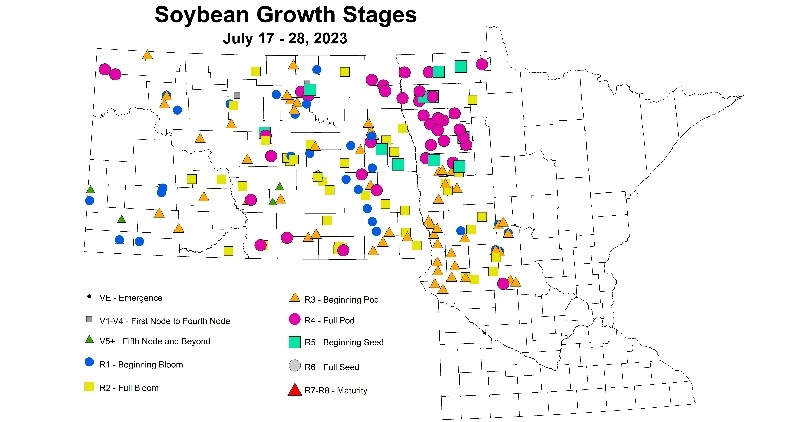 Soybean Growth Stages
July 17 - 28, 2023
VE - Emergence
V1-V4 - First Node to Fourth Node
V5+ - Fifth Node and Beyond
R1 - Beginning Bloom
R2 - Full Bloom
R3 - Beginning Pod
R4 - Full Pod
R5 - Beginning Seed
R6 - Full Seed
R7-R8 - Maturity